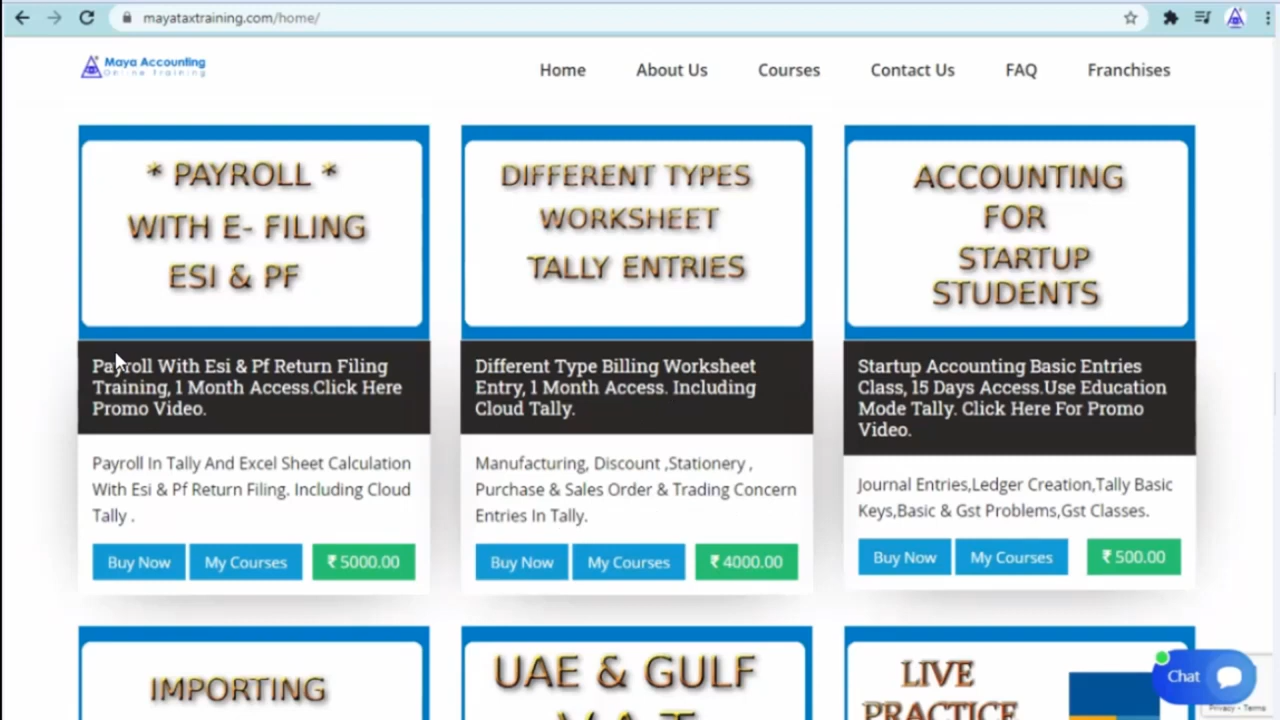 mayataxtraining.com/home/
Maya Accounting
Online Training
Home About Us Courses Contact Us FAQ Franchises
* PAYROLL *
WITH E- FILING
ESI & PF
Payroll With Esi & Pf Return Filing
Training, 1 Month Access.Click Here
Promo Video.
Payroll In Tally And Excel Sheet Calculation
With Esi & Pf Return Filing. Including Cloud
Tally .
Buy Now My Courses ₹ 5000.00
DIFFERENT TYPES
WORKSHEET
TALLY ENTRIES
Different Type Billing Worksheet
Entry, 1 Month Access. Including
Cloud Tally.
Manufacturing, Discount ,Stationery ,
Purchase & Sales Order & Trading Concern
Entries In Tally.
Buy Now My Courses ₹ 4000.00
ACCOUNTING
FOR
STARTUP
STUDENTS
Startup Accounting Basic Entries
Class, 15 Days Access.Use Education
Mode Tally. Click Here For Promo
Video.
Journal Entries,Ledger Creation,Tally Basic
Keys,Basic & Gst Problems,Gst Classes.
Buy Now My Courses ₹ 500.00
IMPORTING
UAE & GULF
VAT
LIVE
PRACTICE
Chat
Privacy - Terms